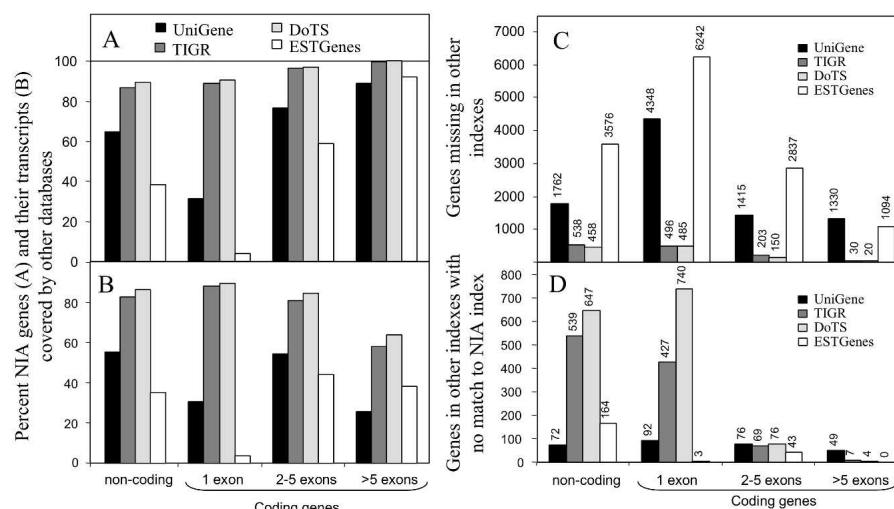 A
UniGene
TIGR
DoTS
ESTGenes
100
80
60
40
20
0
B
80
60
40
20
0
Percent NIA genes (A) and their transcripts (B)
covered by other databases
non-coding
1 exon
2-5 exons
>5 exons
Coding genes
C
UniGene
TIGR
DoTS
ESTGenes
7000
6000
5000
4000
3000
2000
1000
Genes missing in other
indexes
1762
538
458
3576
4348
496
485
6242
1415
203
150
2837
1330
30
20
1094
D
UniGene
TIGR
DoTS
ESTGenes
800
700
600
500
400
300
200
100
0
Genes in other indexes with
no match to NIA index
72
539
647
164
92
427
740
3
76
69
76
43
49
7
4
0
non-coding
1 exon
2-5 exons
>5 exons
Coding genes